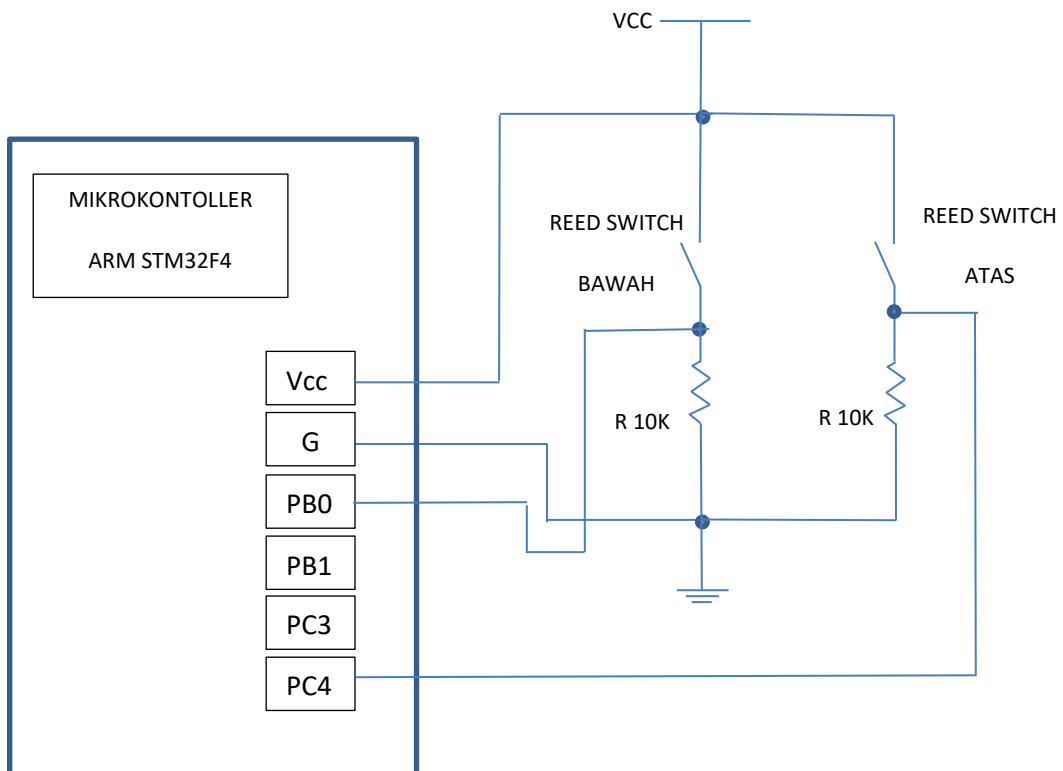 VCC
MIKROKONTOLLER
ARM STM32F4
REED SWITCH
BAWAH
REED SWITCH
ATAS
Vcc
G
PB0
PB1
PC3
PC4
R 10K
R 10K